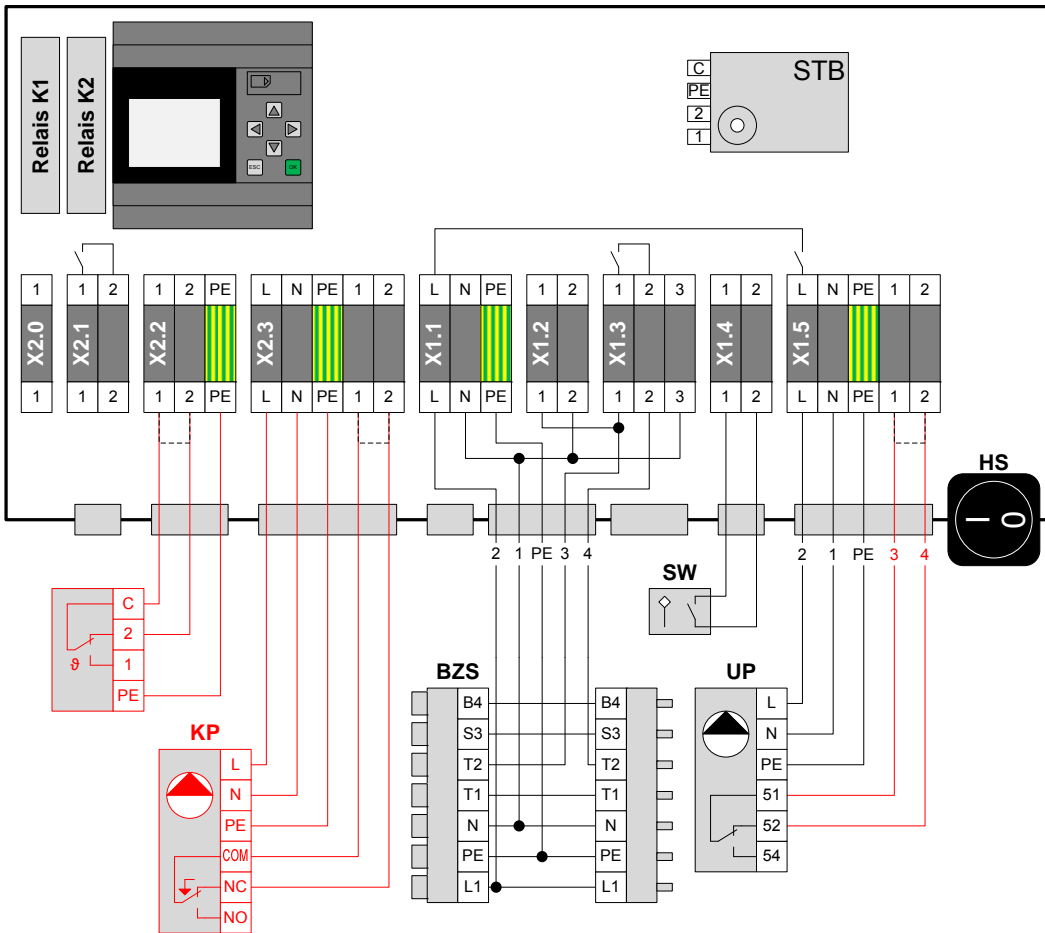 Relais K1
Relais K2
ESC
OK
STB
C
PE
2
1
1 1 2 1 2 PE L N PE 1 2 L N PE 1 2 1 2 3 1 2 L N PE 1 2
X2.0 X2.1 X2.2 X2.3 X1.1 X1.2 X1.3 X1.4 X1.5
1 1 2 1 2 PE L N PE 1 2 L N PE 1 2 1 2 3 1 2 L N PE 1 2
HS
I 0
2 1 PE 3 4
2 1 PE 3 4
SW
C
2
1
PE
ϑ
KP
L
N
PE
COM
NC
NO
BZS
B4 B4
S3 S3
T2 T2
T1 T1
N N
PE PE
L1 L1
UP
L
N
PE
51
52
54